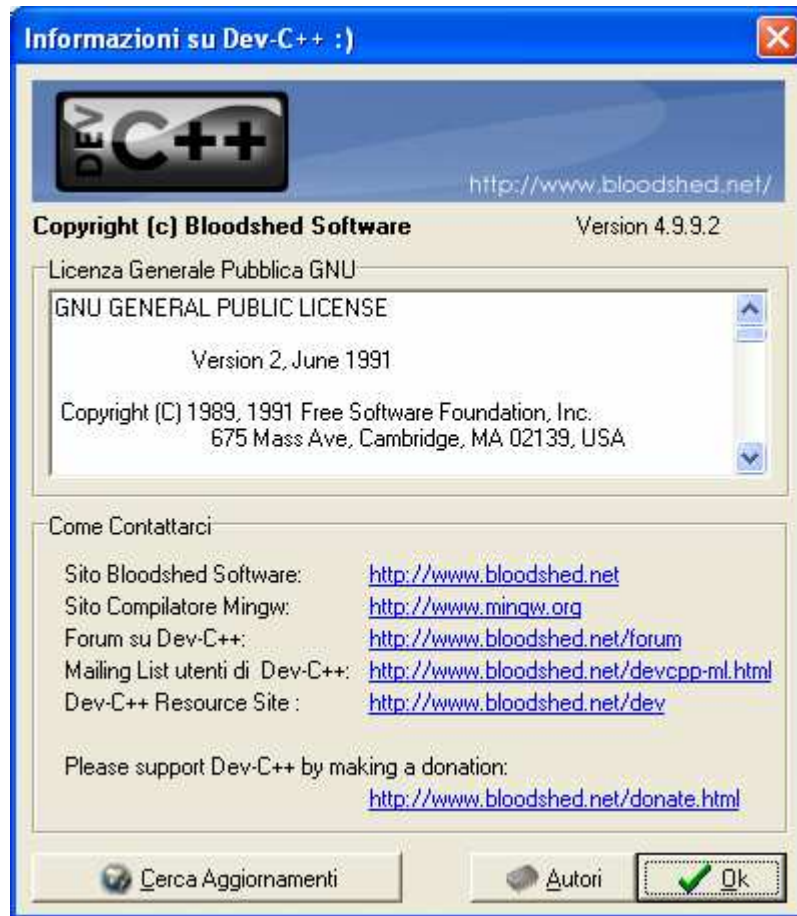 Informazioni su Dev-C++ :)
DEV C++
http://www.bloodshed.net/
Copyright (c) Bloodshed Software Version 4.9.9.2
Licenza Generale Pubblica GNU
GNU GENERAL PUBLIC LICENSE
Version 2, June 1991
Copyright (C) 1989, 1991 Free Software Foundation, Inc.
675 Mass Ave, Cambridge, MA 02139, USA
Come Contattarci
Sito Bloodshed Software: http://www.bloodshed.net
Sito Compilatore Mingw: http://www.mingw.org
Forum su Dev-C++: http://www.bloodshed.net/forum
Mailing List utenti di Dev-C++: http://www.bloodshed.net/devcpp-ml.html
Dev-C++ Resource Site : http://www.bloodshed.net/dev
Please support Dev-C++ by making a donation:
http://www.bloodshed.net/donate.html
Cerca Aggiornamenti Autori Ok